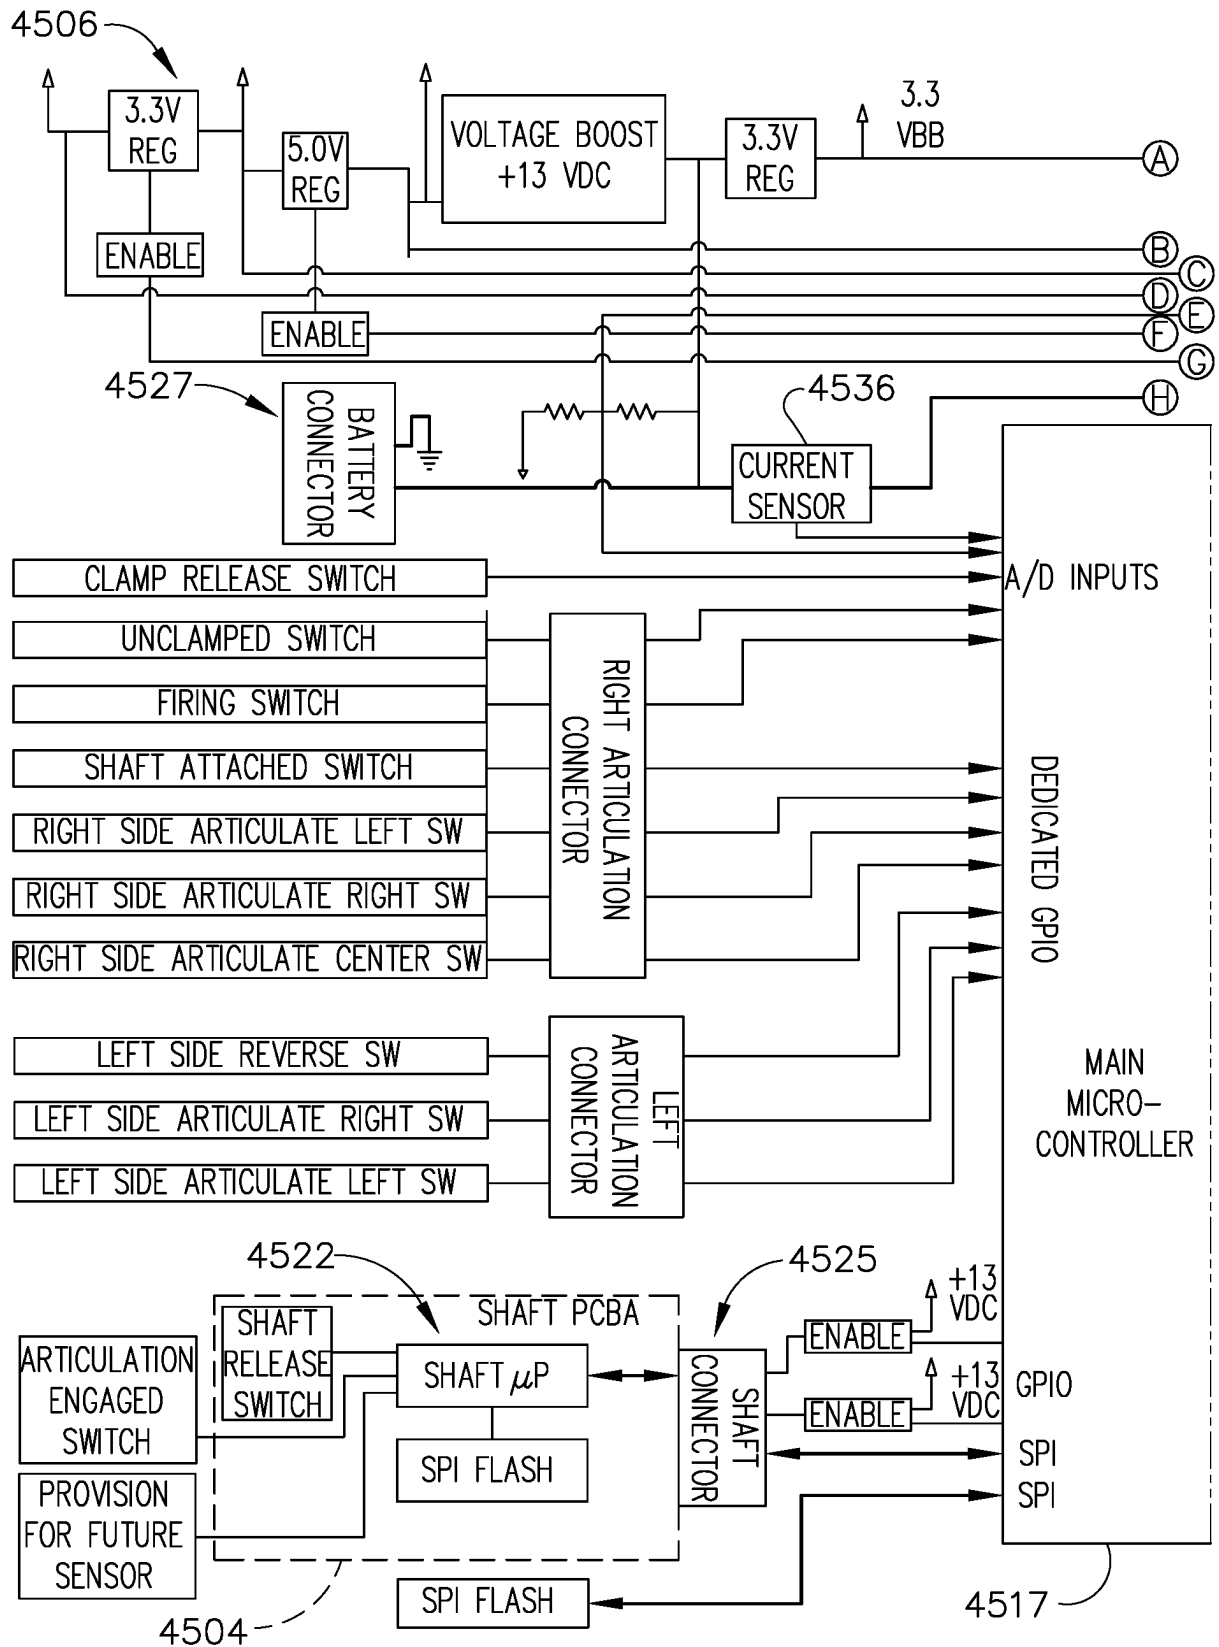 4506
3.3V
REG
5.0V
REG
VOLTAGE BOOST
+13 VDC
3.3V
REG
3.3
VBB
A
ENABLE
B
C
D
E
ENABLE
F
G
4527
BATTERY
CONNECTOR
4536
H
CURRENT
SENSOR
CLAMP RELEASE SWITCH
A/D INPUTS
UNCLAMPED SWITCH
FIRING SWITCH
SHAFT ATTACHED SWITCH
RIGHT SIDE ARTICULATE LEFT SW
RIGHT SIDE ARTICULATE RIGHT SW
RIGHT SIDE ARTICULATE CENTER SW
RIGHT ARTICULATION
CONNECTOR
DEDICATED GPIO
LEFT SIDE REVERSE SW
LEFT SIDE ARTICULATE RIGHT SW
LEFT SIDE ARTICULATE LEFT SW
LEFT
ARTICULATION
CONNECTOR
MAIN
MICRO-
CONTROLLER
4522
4525
SHAFT PCBA
SHAFT
RELEASE
SWITCH
ARTICULATION
ENGAGED
SWITCH
SHAFT µP
SPI FLASH
SHAFT
CONNECTOR
ENABLE
+13
VDC
ENABLE
+13
VDC
GPIO
SPI
SPI
PROVISION
FOR FUTURE
SENSOR
SPI FLASH
4504
4517